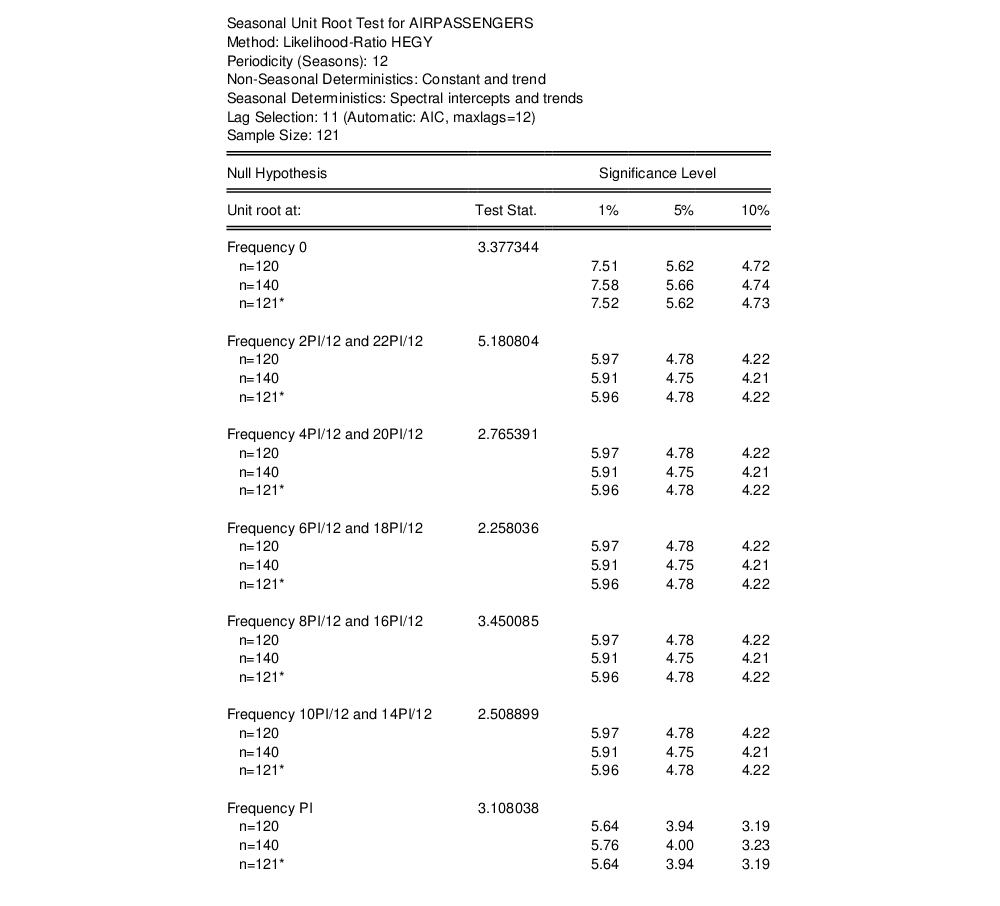 Seasonal Unit Root Test for AIRPASSENGERS
Method: Likelihood-Ratio HEGY
Periodicity (Seasons): 12
Non-Seasonal Deterministics: Constant and trend
Seasonal Deterministics: Spectral intercepts and trends
Lag Selection: 11 (Automatic: AIC, maxlags=12)
Sample Size: 121
Null Hypothesis Significance Level
Unit root at: Test Stat. 1% 5% 10%
Frequency 0 3.377344
n=120 7.51 5.62 4.72
n=140 7.58 5.66 4.74
n=121* 7.52 5.62 4.73
Frequency 2PI/12 and 22PI/12 5.180804
n=120 5.97 4.78 4.22
n=140 5.91 4.75 4.21
n=121* 5.96 4.78 4.22
Frequency 4PI/12 and 20PI/12 2.765391
n=120 5.97 4.78 4.22
n=140 5.91 4.75 4.21
n=121* 5.96 4.78 4.22
Frequency 6PI/12 and 18PI/12 2.258036
n=120 5.97 4.78 4.22
n=140 5.91 4.75 4.21
n=121* 5.96 4.78 4.22
Frequency 8PI/12 and 16PI/12 3.450085
n=120 5.97 4.78 4.22
n=140 5.91 4.75 4.21
n=121* 5.96 4.78 4.22
Frequency 10PI/12 and 14PI/12 2.508899
n=120 5.97 4.78 4.22
n=140 5.91 4.75 4.21
n=121* 5.96 4.78 4.22
Frequency PI 3.108038
n=120 5.64 3.94 3.19
n=140 5.76 4.00 3.23
n=121* 5.64 3.94 3.19